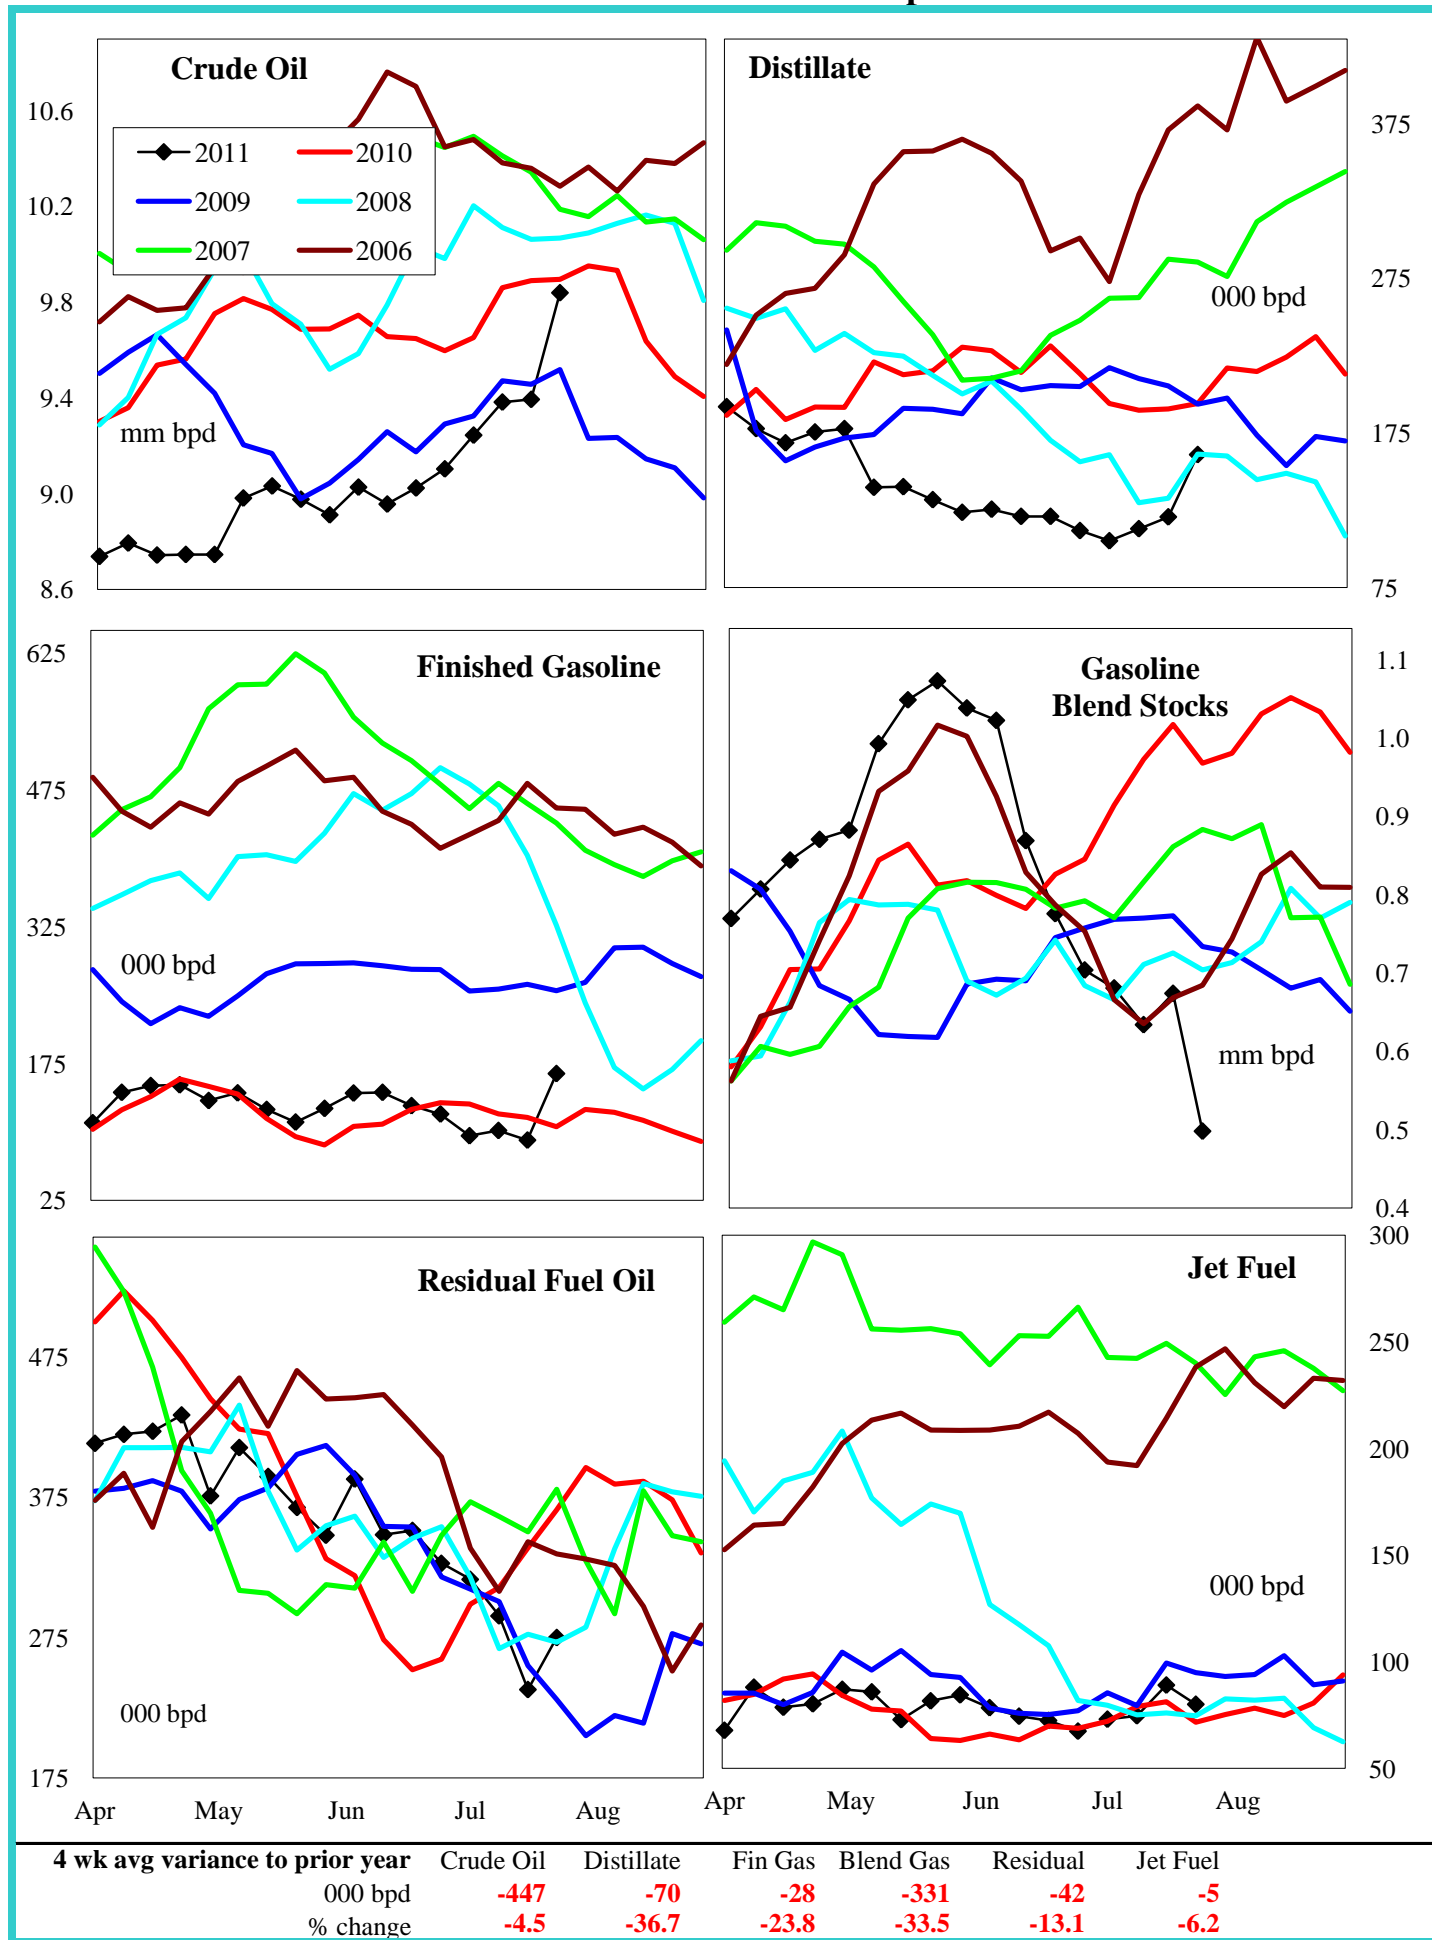 Crude Oil
10.6
10.2
9.8
9.4
9.0
8.6
2011
2010
2009
2008
2007
2006
mm bpd
Distillate
375
275
175
75
000 bpd
Finished Gasoline
625
475
325
175
25
000 bpd
Gasoline
Blend Stocks
1.1
1.0
0.9
0.8
0.7
0.6
0.5
0.4
mm bpd
Residual Fuel Oil
475
375
275
175
000 bpd
Apr May Jun Jul Aug
Jet Fuel
300
250
200
150
100
50
000 bpd
Apr May Jun Jul Aug
4 wk avg variance to prior year Crude Oil Distillate Fin Gas Blend Gas Residual Jet Fuel
000 bpd -447 -70 -28 -331 -42 -5
% change -4.5 -36.7 -23.8 -33.5 -13.1 -6.2